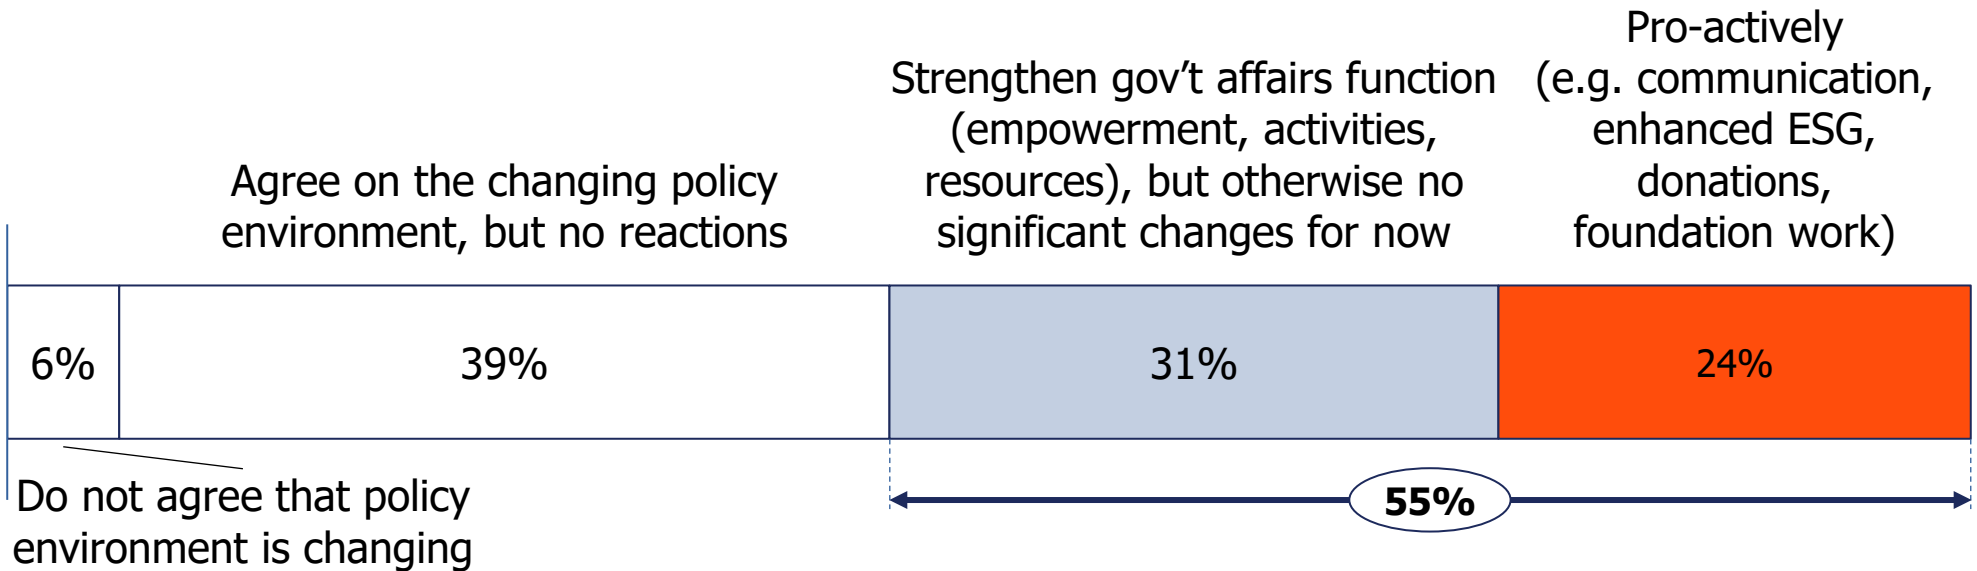 Agree on the changing policy
environment, but no reactions
Strengthen gov’t affairs function
(empowerment, activities,
resources), but otherwise no
significant changes for now
Pro-actively
(e.g. communication,
enhanced ESG,
donations,
foundation work)
6%
39%
31%
24%
55%
Do not agree that policy
environment is changing